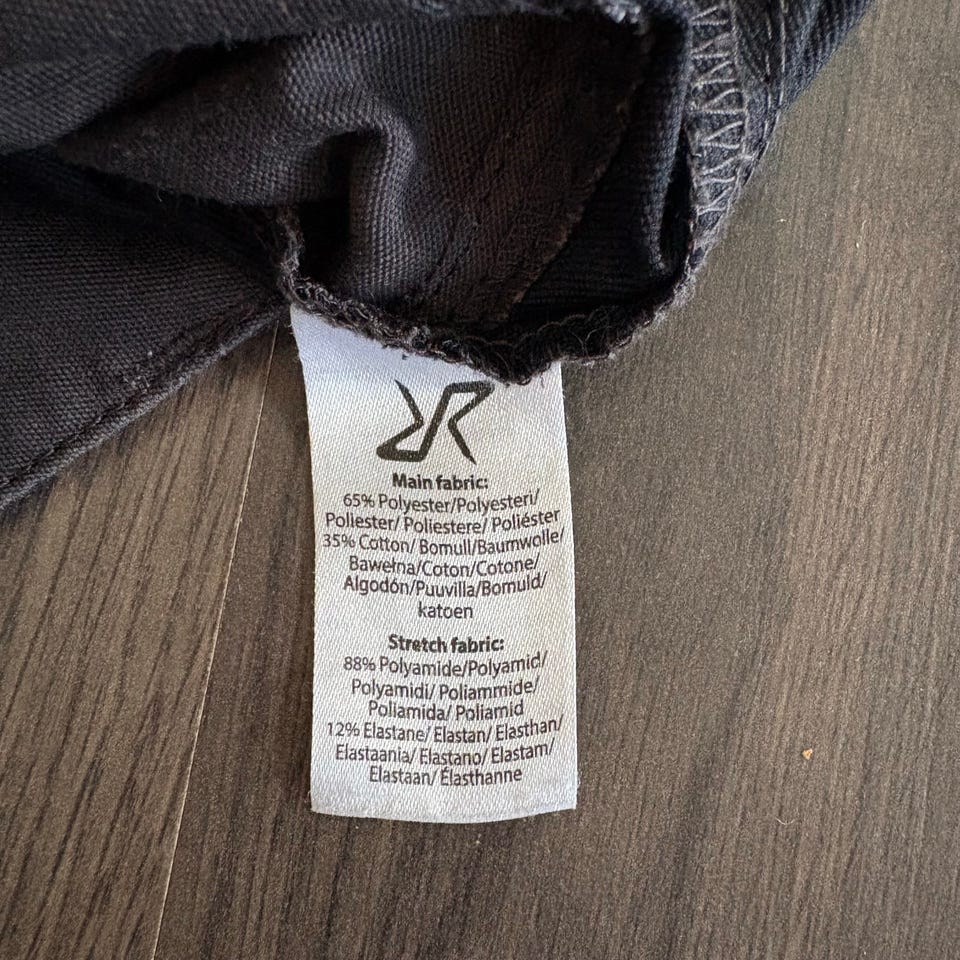 Main fabric:
65% Polyester/Polyesteri/
Poliester/ Poliestere/ Poliéster
35% Cotton/ Bomull/Baumwolle/
Bawełna/Coton/Cotone/
Algodón/Puuvilla/Bomuld/
katoen
Stretch fabric:
88% Polyamide/Polyamid/
Polyamidi/ Poliammide/
Poliamida/ Poliamid
12% Elastane/ Elastan/ Elasthan/
Elastaania/ Elastano/ Elastam/
Elastaan/ Élasthanne